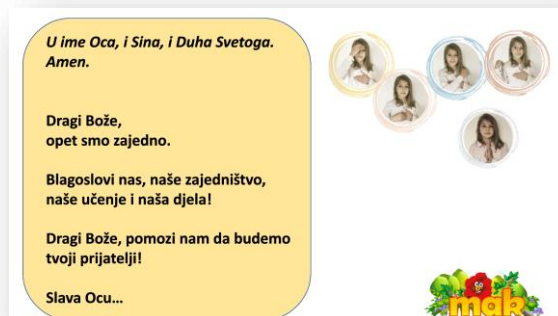 U ime Oca, i Sina, i Duha Svetoga.
Amen.
Dragi Bože,
opet smo zajedno.
Blagoslovi nas, naše zajedništvo,
naše učenje i naša djela!
Dragi Bože, pomozi nam da budemo
tvoji prijatelji!
Slava Ocu...
mak